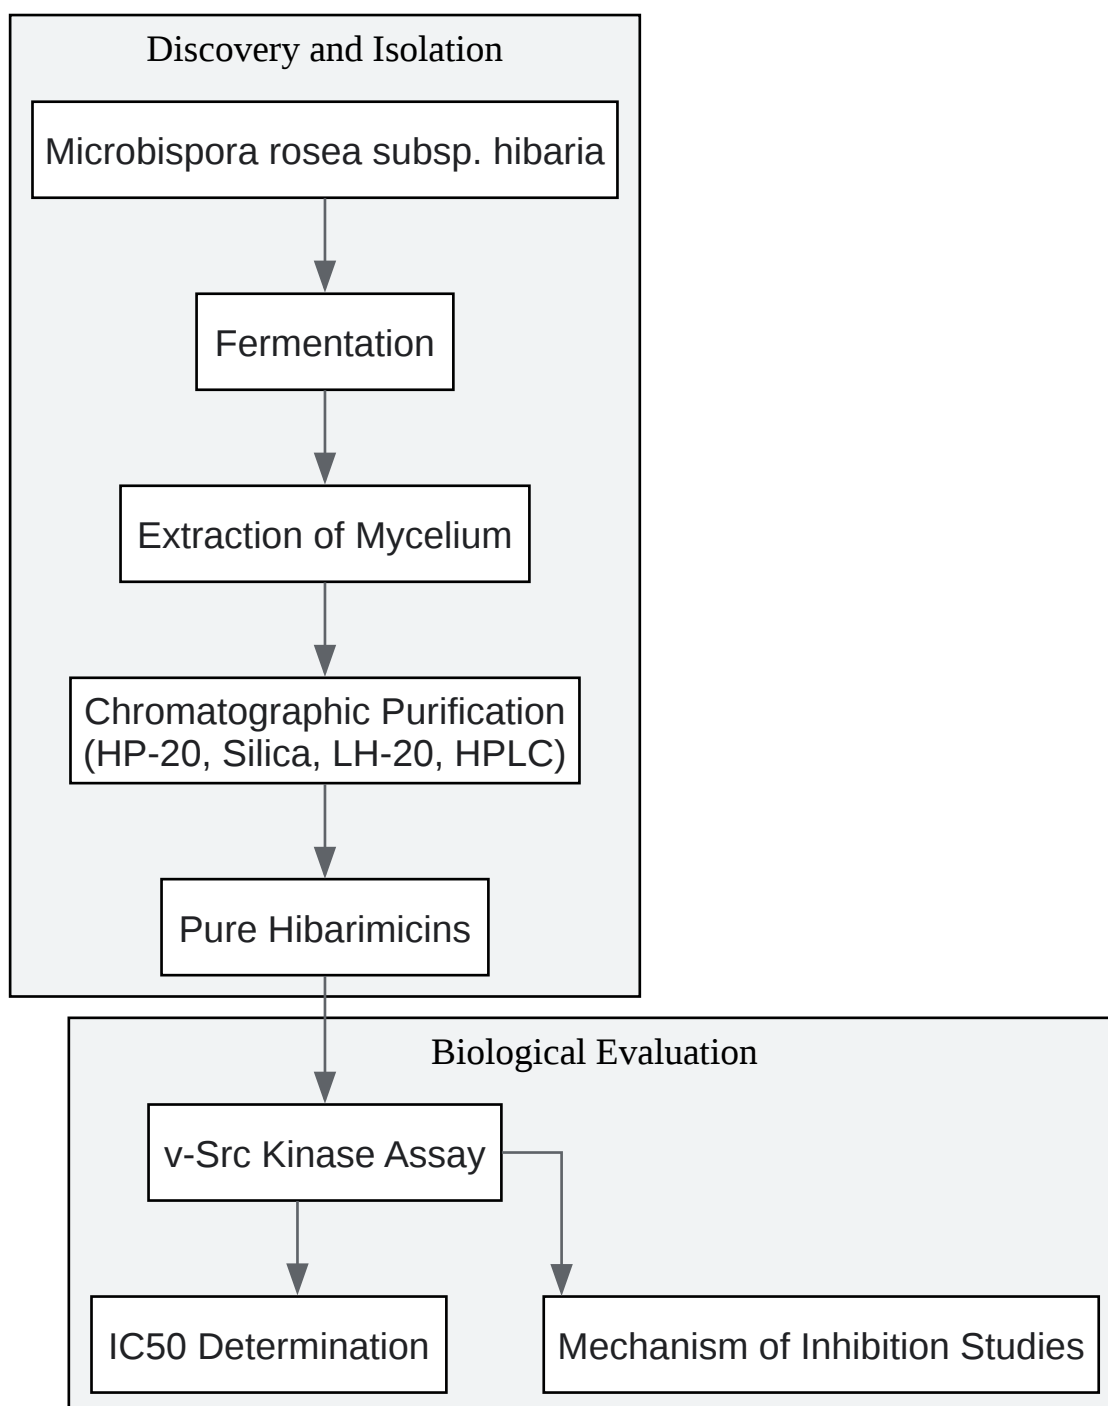 Discovery and Isolation
Microbispora rosea subsp. hibaria
Fermentation
Extraction of Mycelium
Chromatographic Purification
(HP-20, Silica, LH-20, HPLC)
Pure Hibarimicins
Biological Evaluation
v-Src Kinase Assay
IC50 Determination
Mechanism of Inhibition Studies